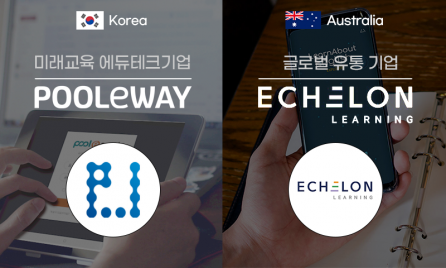 Korea
미래교육 에듀테크기업
POOLeWAY
Australia
글로벌 유통 기업
ECHELON
LEARNING
LearnAbout
ECHELON
LEARNING